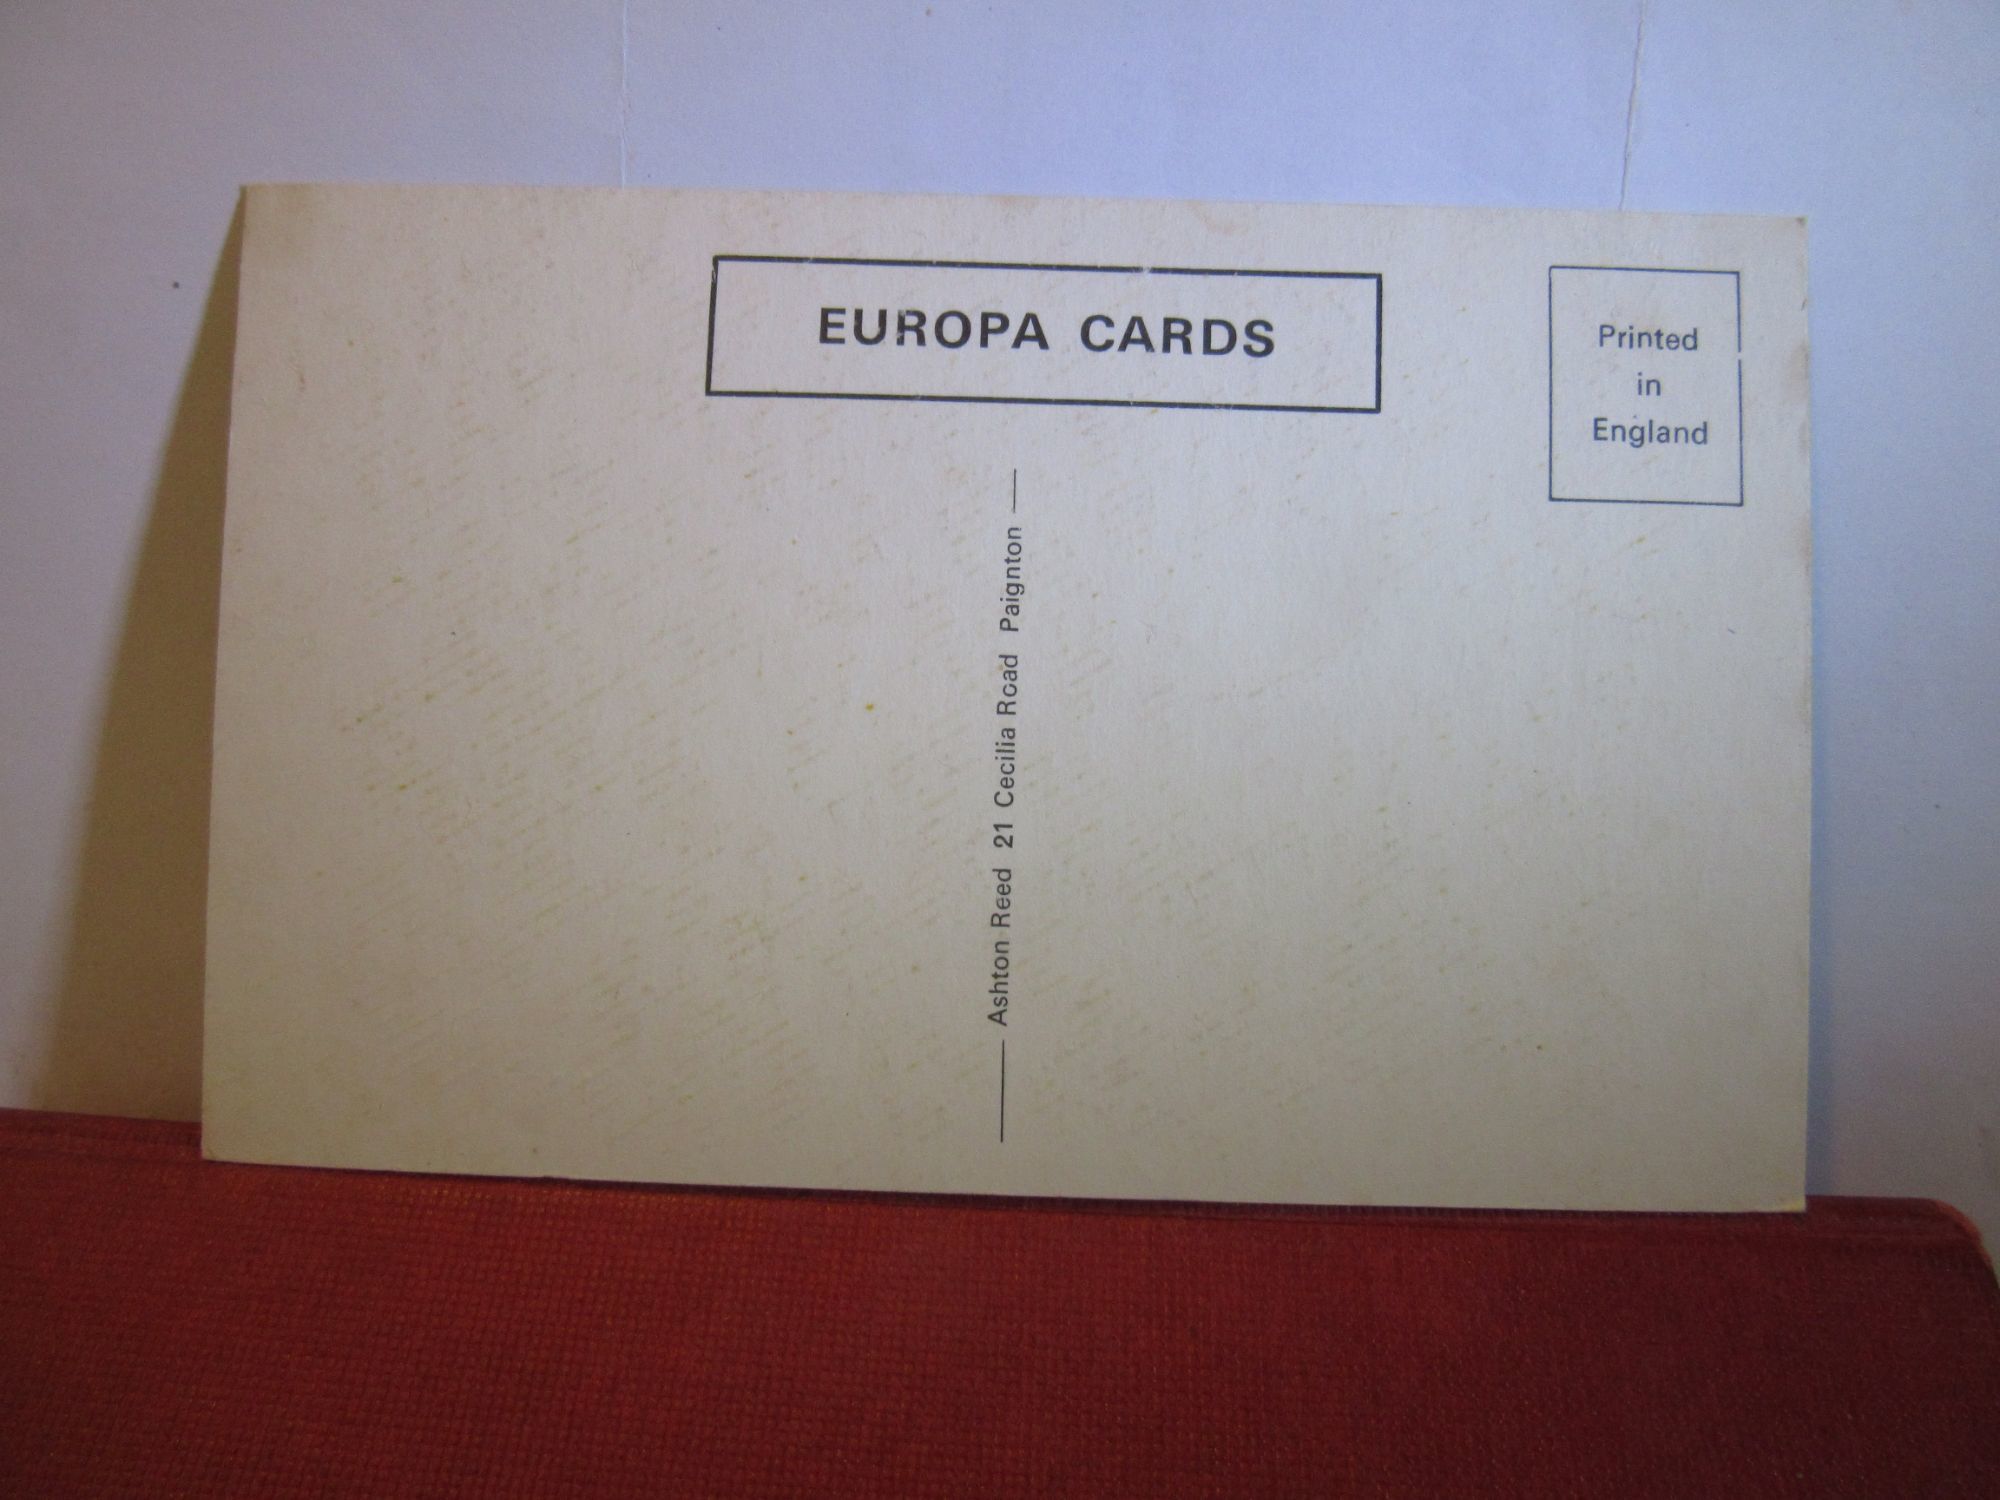 EUROPA CARDS
Printed
in
England
Ashton Reed 21 Cecilia Road Paignton